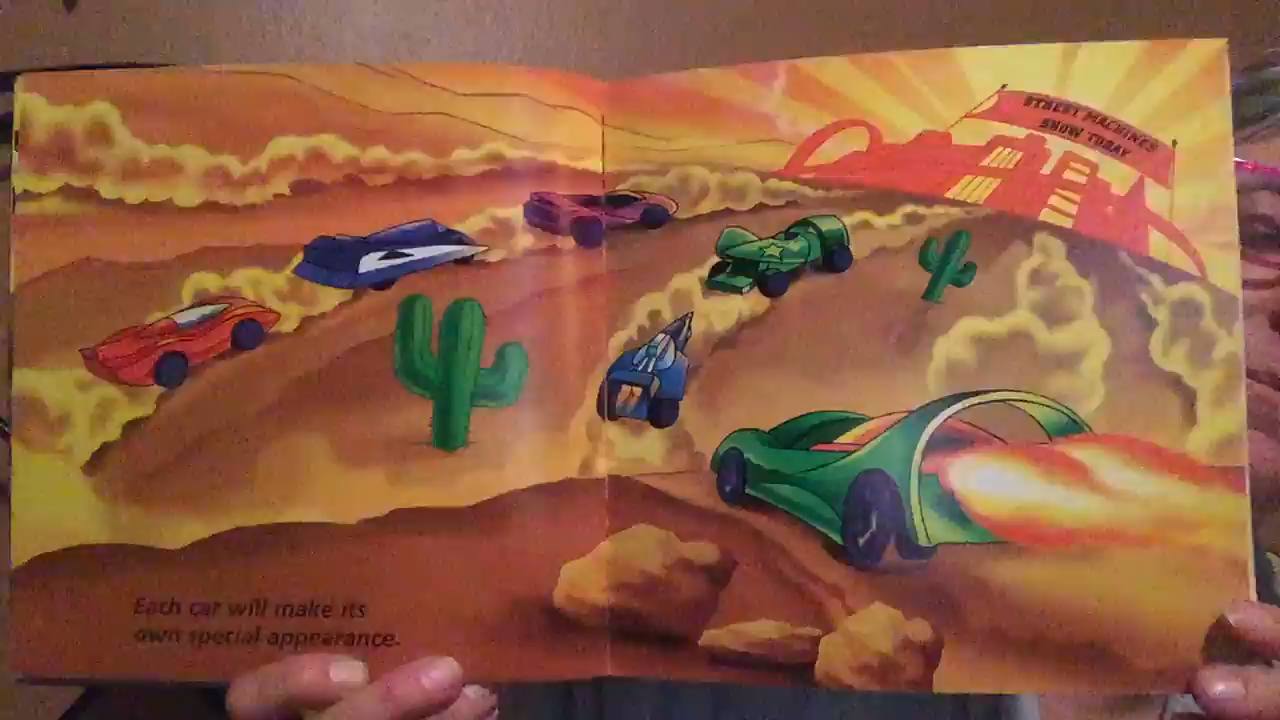 STREET MACHINES
SHOW TODAY
Each car will make its
own special appearance.